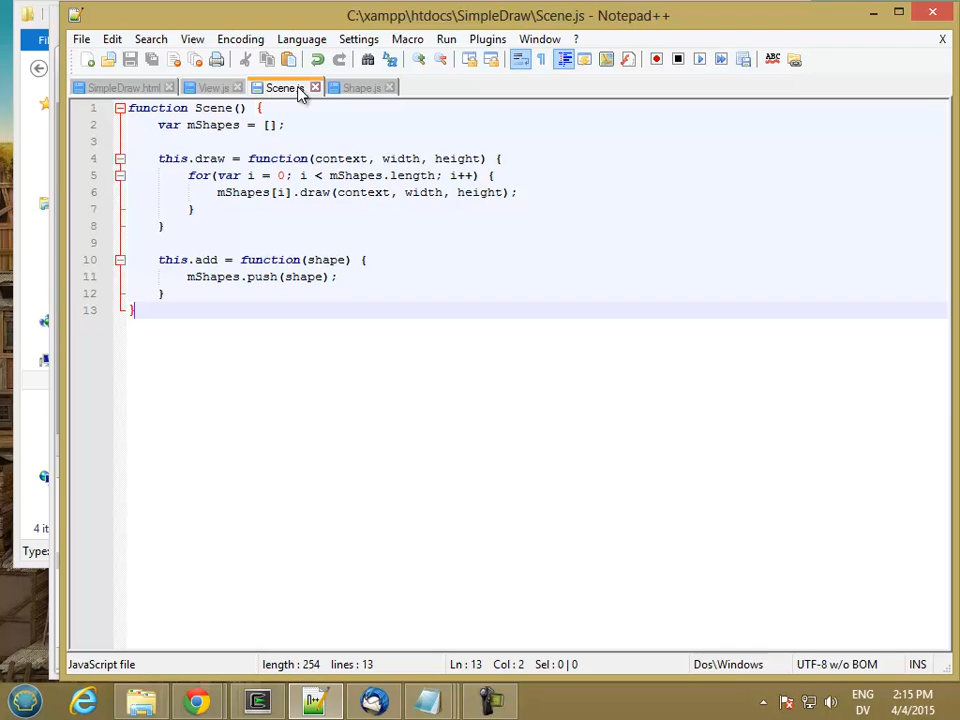 C:\xampp\htdocs\SimpleDraw\Scene.js - Notepad++
File Edit Search View Encoding Language Settings Macro Run Plugins Window ? X
SimpleDraw.html View.js Scene.js Shape.js
1 function Scene() {
2 var mShapes = [];
3
4 this.draw = function(context, width, height) {
5 for(var i = 0; i < mShapes.length; i++) {
6 mShapes[i].draw(context, width, height);
7 }
8 }
9
10 this.add = function(shape) {
11 mShapes.push(shape);
12 }
13 }
4 it
Type:
JavaScript file length : 254 lines : 13 Ln : 13 Col : 2 Sel : 0 | 0 Dos\Windows UTF-8 w/o BOM INS
ENG 2:15 PM
DV 4/4/2015